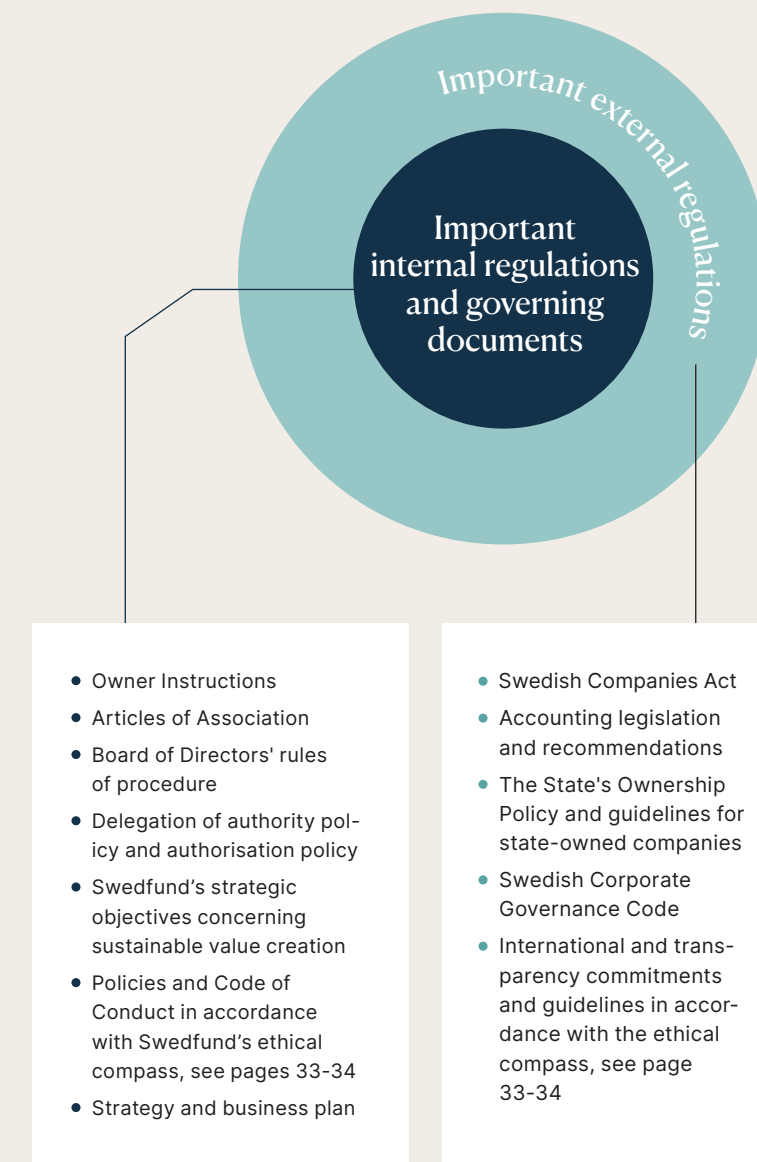 Important external regulations
Important
internal regulations
and governing
documents
• Owner Instructions
• Articles of Association
• Board of Directors' rules
of procedure
• Delegation of authority pol-
icy and authorisation policy
• Swedfund’s strategic
objectives concerning
sustainable value creation
• Policies and Code of
Conduct in accordance
with Swedfund’s ethical
compass, see pages 33-34
• Strategy and business plan
• Swedish Companies Act
• Accounting legislation
and recommendations
• The State's Ownership
Policy and guidelines for
state-owned companies
• Swedish Corporate
Governance Code
• International and trans-
parency commitments
and guidelines in accor-
dance with the ethical
compass, see page
33-34